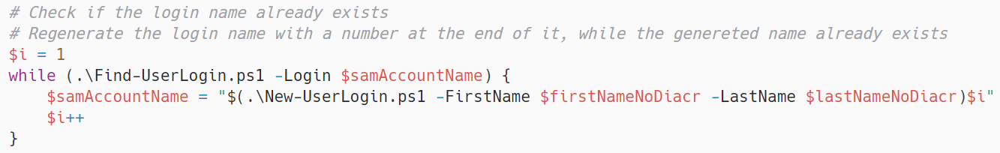 # Check if the login name already exists
# Regenerate the login name with a number at the end of it, while the genereted name already exists
$i = 1
while (.\Find-UserLogin.ps1 -Login $samAccountName) {
    $samAccountName = "$(.\New-UserLogin.ps1 -FirstName $firstNameNoDiacr -LastName $lastNameNoDiacr)$i"
    $i++
}